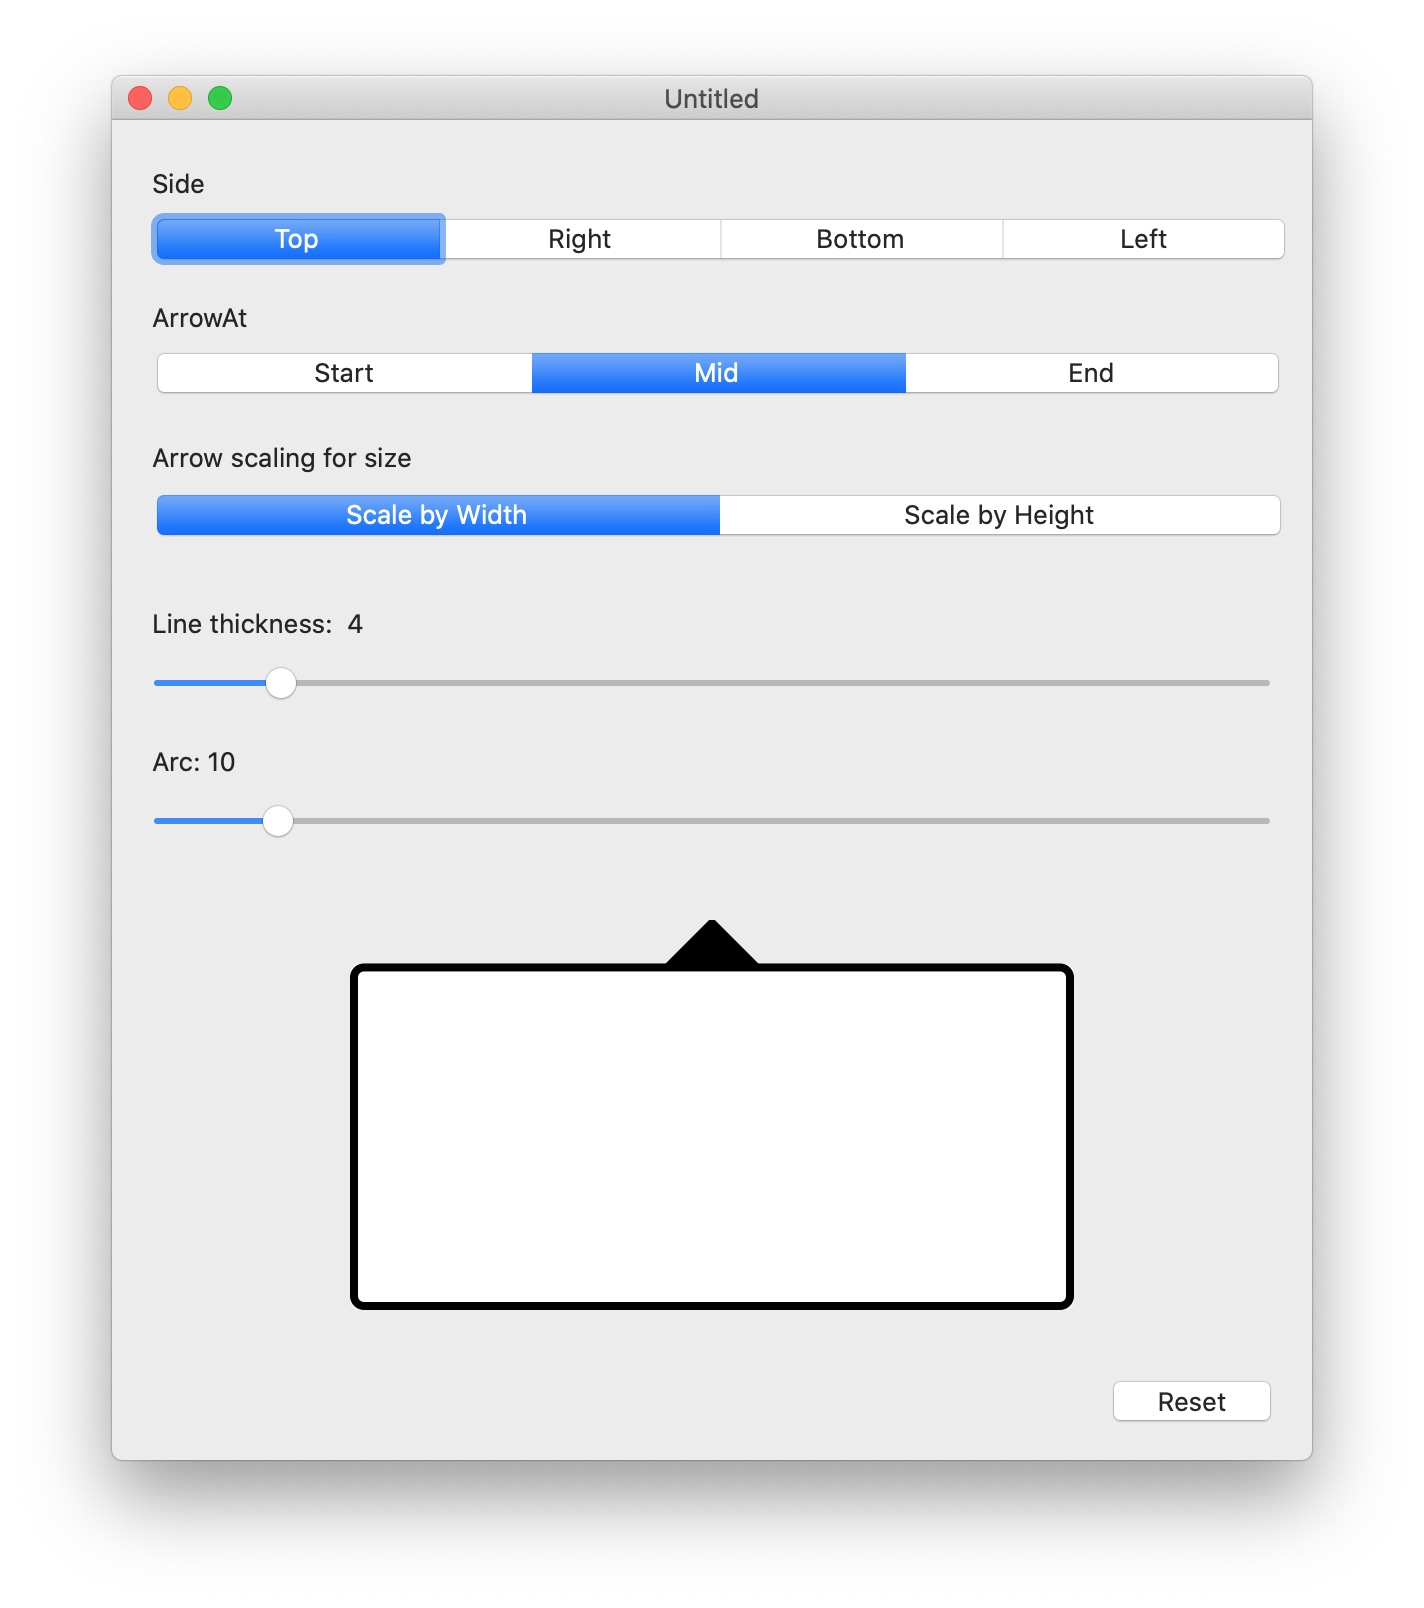 Untitled
Side
Top Right Bottom Left
ArrowAt
Start Mid End
Arrow scaling for size
Scale by Width Scale by Height
Line thickness: 4
Arc: 10
Reset